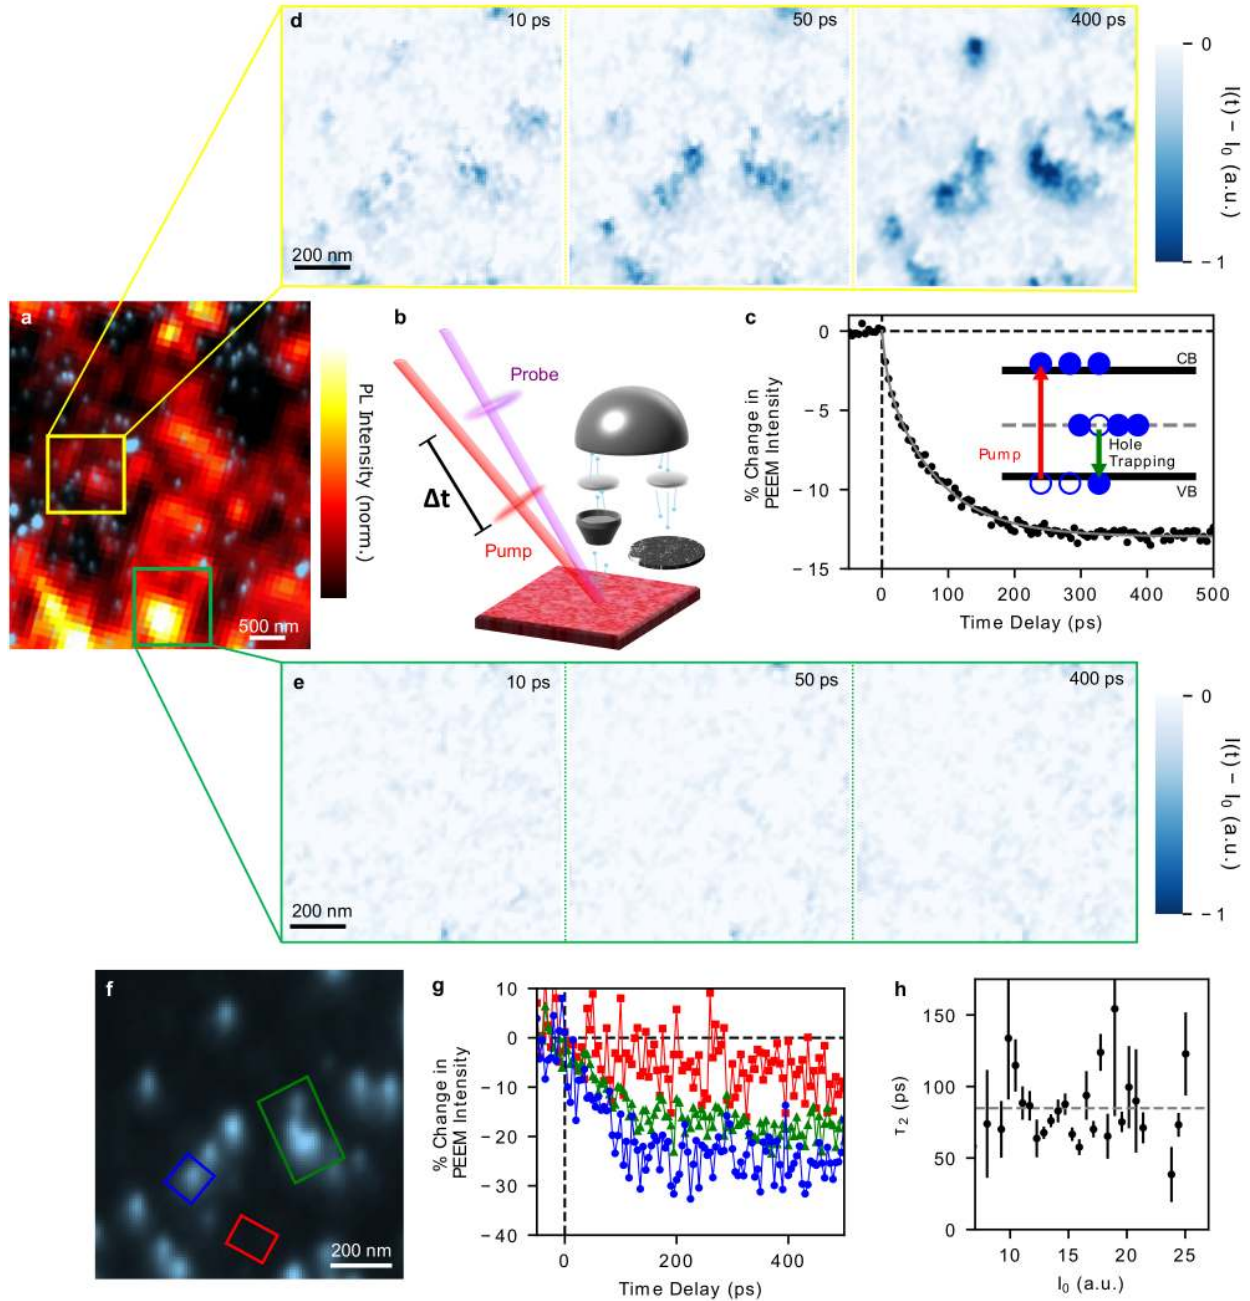 d
10 ps
50 ps
400 ps
200 nm
0
I(t) − I₀ (a.u.)
− 1
a
500 nm
PL Intensity (norm.)
b
Probe
Δt
Pump
c
% Change in
PEEM Intensity
0
− 5
− 10
− 15
0
100
200
300
400
500
Time Delay (ps)
CB
Pump
Hole
Trapping
VB
e
10 ps
50 ps
400 ps
200 nm
0
I(t) − I₀ (a.u.)
− 1
f
200 nm
g
% Change in
PEEM Intensity
10
0
− 10
− 20
− 30
− 40
0
200
400
Time Delay (ps)
h
τ₂ (ps)
150
100
50
0
10
15
20
25
I₀ (a.u.)